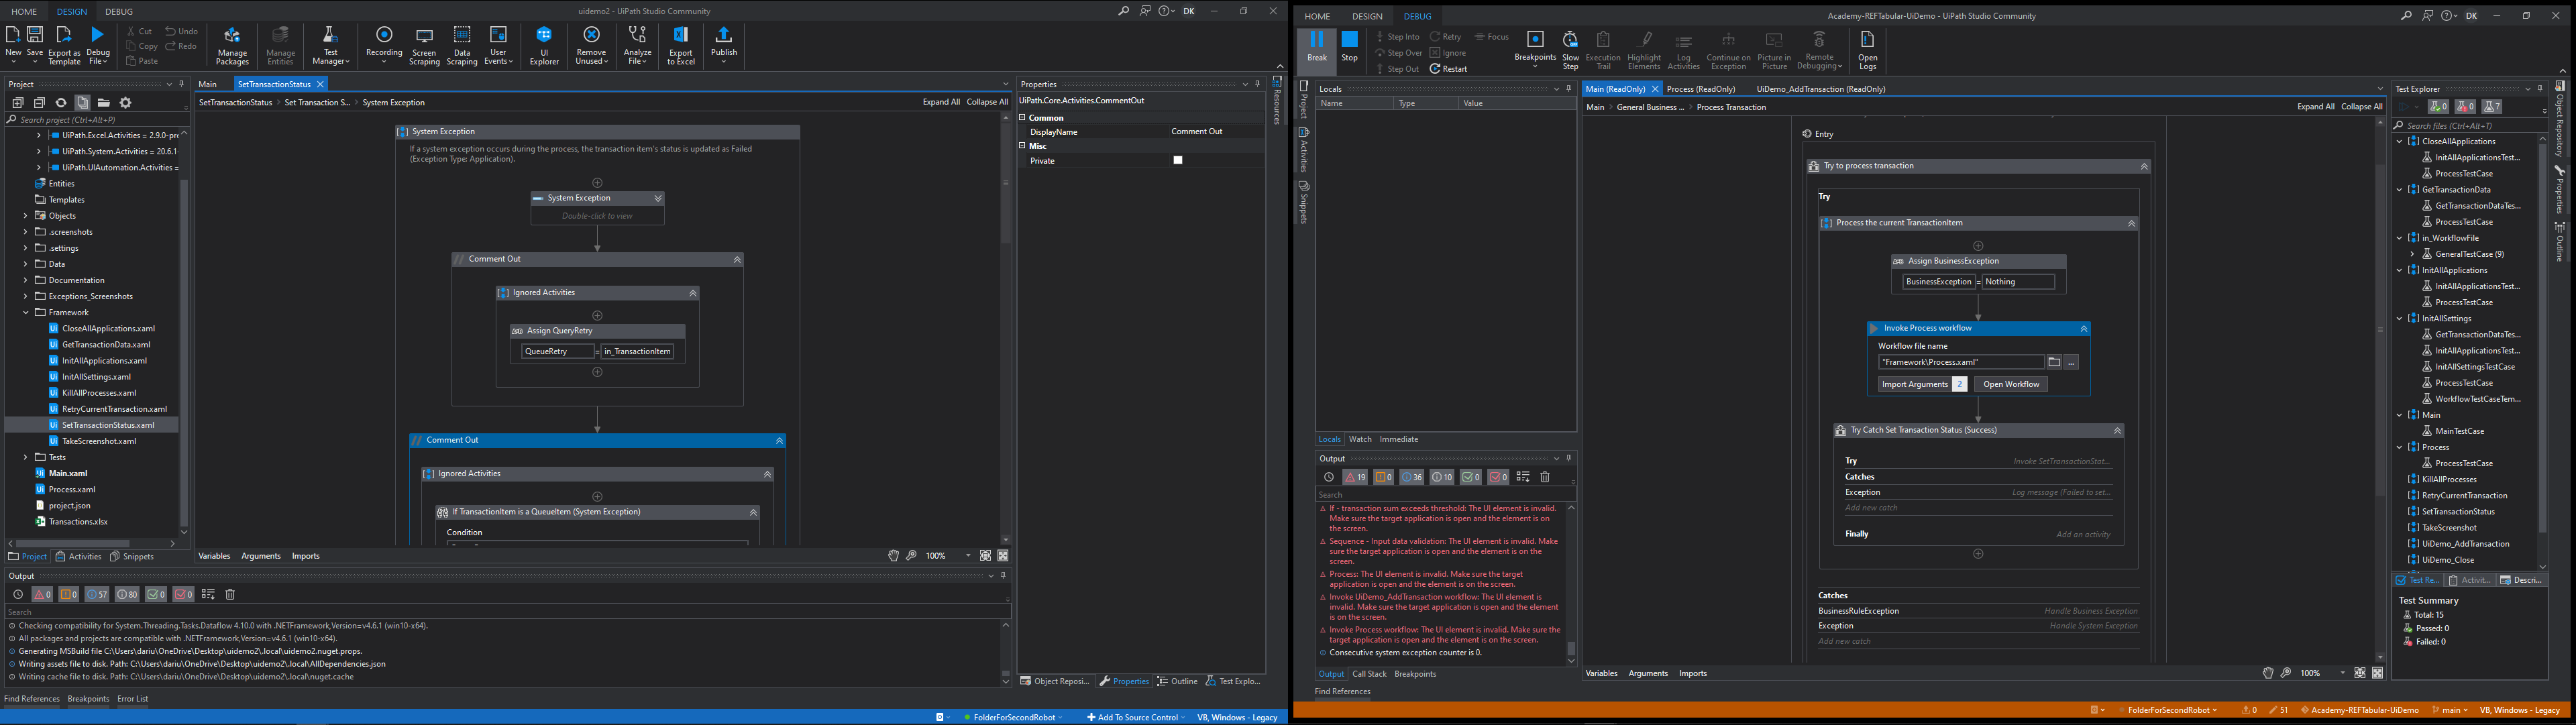 HOME DESIGN DEBUG
uidemo2 - UiPath Studio Community
DK
New
Save
Export as Template
Debug File
Cut
Copy
Paste
Undo
Redo
Manage Packages
Manage Entities
Test Manager
Recording
Screen Scraping
Data Scraping
User Events
UI Explorer
Remove Unused
Analyze File
Export to Excel
Publish
Project
Search project (Ctrl+Alt+P)
UiPath.Excel.Activities = 2.9.0-pre
UiPath.System.Activities = 20.6.1
UiPath.UIAutomation.Activities =
Entities
Templates
Objects
.screenshots
.settings
Data
Documentation
Exceptions_Screenshots
Framework
CloseAllApplications.xaml
GetTransactionData.xaml
InitAllApplications.xaml
InitAllSettings.xaml
KillAllProcesses.xaml
RetryCurrentTransaction.xaml
SetTransactionStatus.xaml
TakeScreenshot.xaml
Tests
Main.xaml
Process.xaml
project.json
Transactions.xlsx
Project Activities Snippets
Main SetTransactionStatus
SetTransactionStatus > Set Transaction S... > System Exception
Expand All Collapse All
System Exception
If a system exception occurs during the process, the transaction item's status is updated as Failed
(Exception Type: Application).
System Exception
Double-click to view
Comment Out
Ignored Activities
Assign QueryRetry
QueueRetry = in_TransactionItem
Comment Out
Ignored Activities
If TransactionItem is a QueueItem (System Exception)
Condition
Variables Arguments Imports
100%
Properties
UiPath.Core.Activities.CommentOut
Common
DisplayName Comment Out
Misc
Private
Resources
Object Reposi... Properties Outline Test Explo...
Output
0 0 57 80 0 0
Search
Checking compatibility for System.Threading.Tasks.Dataflow 4.10.0 with .NETFramework,Version=v4.6.1 (win10-x64).
All packages and projects are compatible with .NETFramework,Version=v4.6.1 (win10-x64).
Generating MSBuild file C:\Users\dariu\OneDrive\Desktop\uidemo2\.local\uidemo2.nuget.props.
Writing assets file to disk. Path: C:\Users\dariu\OneDrive\Desktop\uidemo2\.local\AllDependencies.json
Writing cache file to disk. Path: C:\Users\dariu\OneDrive\Desktop\uidemo2\.local\nuget.cache
Find References Breakpoints Error List
FolderForSecondRobot Add To Source Control VB, Windows - Legacy
HOME DESIGN DEBUG
Academy-REFTabular-UiDemo - UiPath Studio Community
DK
Break
Stop
Step Into
Step Over
Step Out
Retry
Ignore
Restart
Focus
Breakpoints
Slow Step
Execution Trail
Highlight Elements
Log Activities
Continue on Exception
Picture in Picture
Remote Debugging
Open Logs
Project
Activities
Snippets
Locals
Name Type Value
Locals Watch Immediate
Output
19 0 36 10 0 0
Search
If - transaction sum exceeds threshold: The UI element is invalid.
Make sure the target application is open and the element is on
the screen.
Sequence - Input data validation: The UI element is invalid. Make
sure the target application is open and the element is on the
screen.
Process: The UI element is invalid. Make sure the target
application is open and the element is on the screen.
Invoke UiDemo_AddTransaction workflow: The UI element is
invalid. Make sure the target application is open and the element
is on the screen.
Invoke Process workflow: The UI element is invalid. Make sure the
target application is open and the element is on the screen.
Consecutive system exception counter is 0.
Output Call Stack Breakpoints
Find References
Main (ReadOnly) Process (ReadOnly) UiDemo_AddTransaction (ReadOnly)
Main > General Business ... > Process Transaction
Expand All Collapse All
Entry
Try to process transaction
Try
Process the current TransactionItem
Assign BusinessException
BusinessException = Nothing
Invoke Process workflow
Workflow file name
"Framework\Process.xaml"
...
Import Arguments 2 Open Workflow
Try Catch Set Transaction Status (Success)
Try Invoke SetTransactionStat...
Catches
Exception Log message (Failed to set...
Add new catch
Finally Add an activity
Catches
BusinessRuleException Handle Business Exception
Exception Handle System Exception
Add new catch
Variables Arguments Imports
100%
Test Explorer
0 0 7
Search files (Ctrl+Alt+T)
CloseAllApplications
InitAllApplicationsTest...
ProcessTestCase
GetTransactionData
GetTransactionDataTes...
ProcessTestCase
in_WorkflowFile
GeneralTestCase (9)
InitAllApplications
InitAllApplicationsTest...
ProcessTestCase
InitAllSettings
GetTransactionDataTes...
InitAllApplicationsTest...
InitAllSettingsTestCase
ProcessTestCase
WorkflowTestCaseTem...
Main
MainTestCase
Process
ProcessTestCase
KillAllProcesses
RetryCurrentTransaction
SetTransactionStatus
TakeScreenshot
UiDemo_AddTransaction
UiDemo_Close
Test Re... Activit... Descri...
Test Summary
Total: 15
Passed: 0
Failed: 0
Object Repository
Properties
Outline
FolderForSecondRobot 0 51 Academy-REFTabular-UiDemo main VB, Windows - Legacy